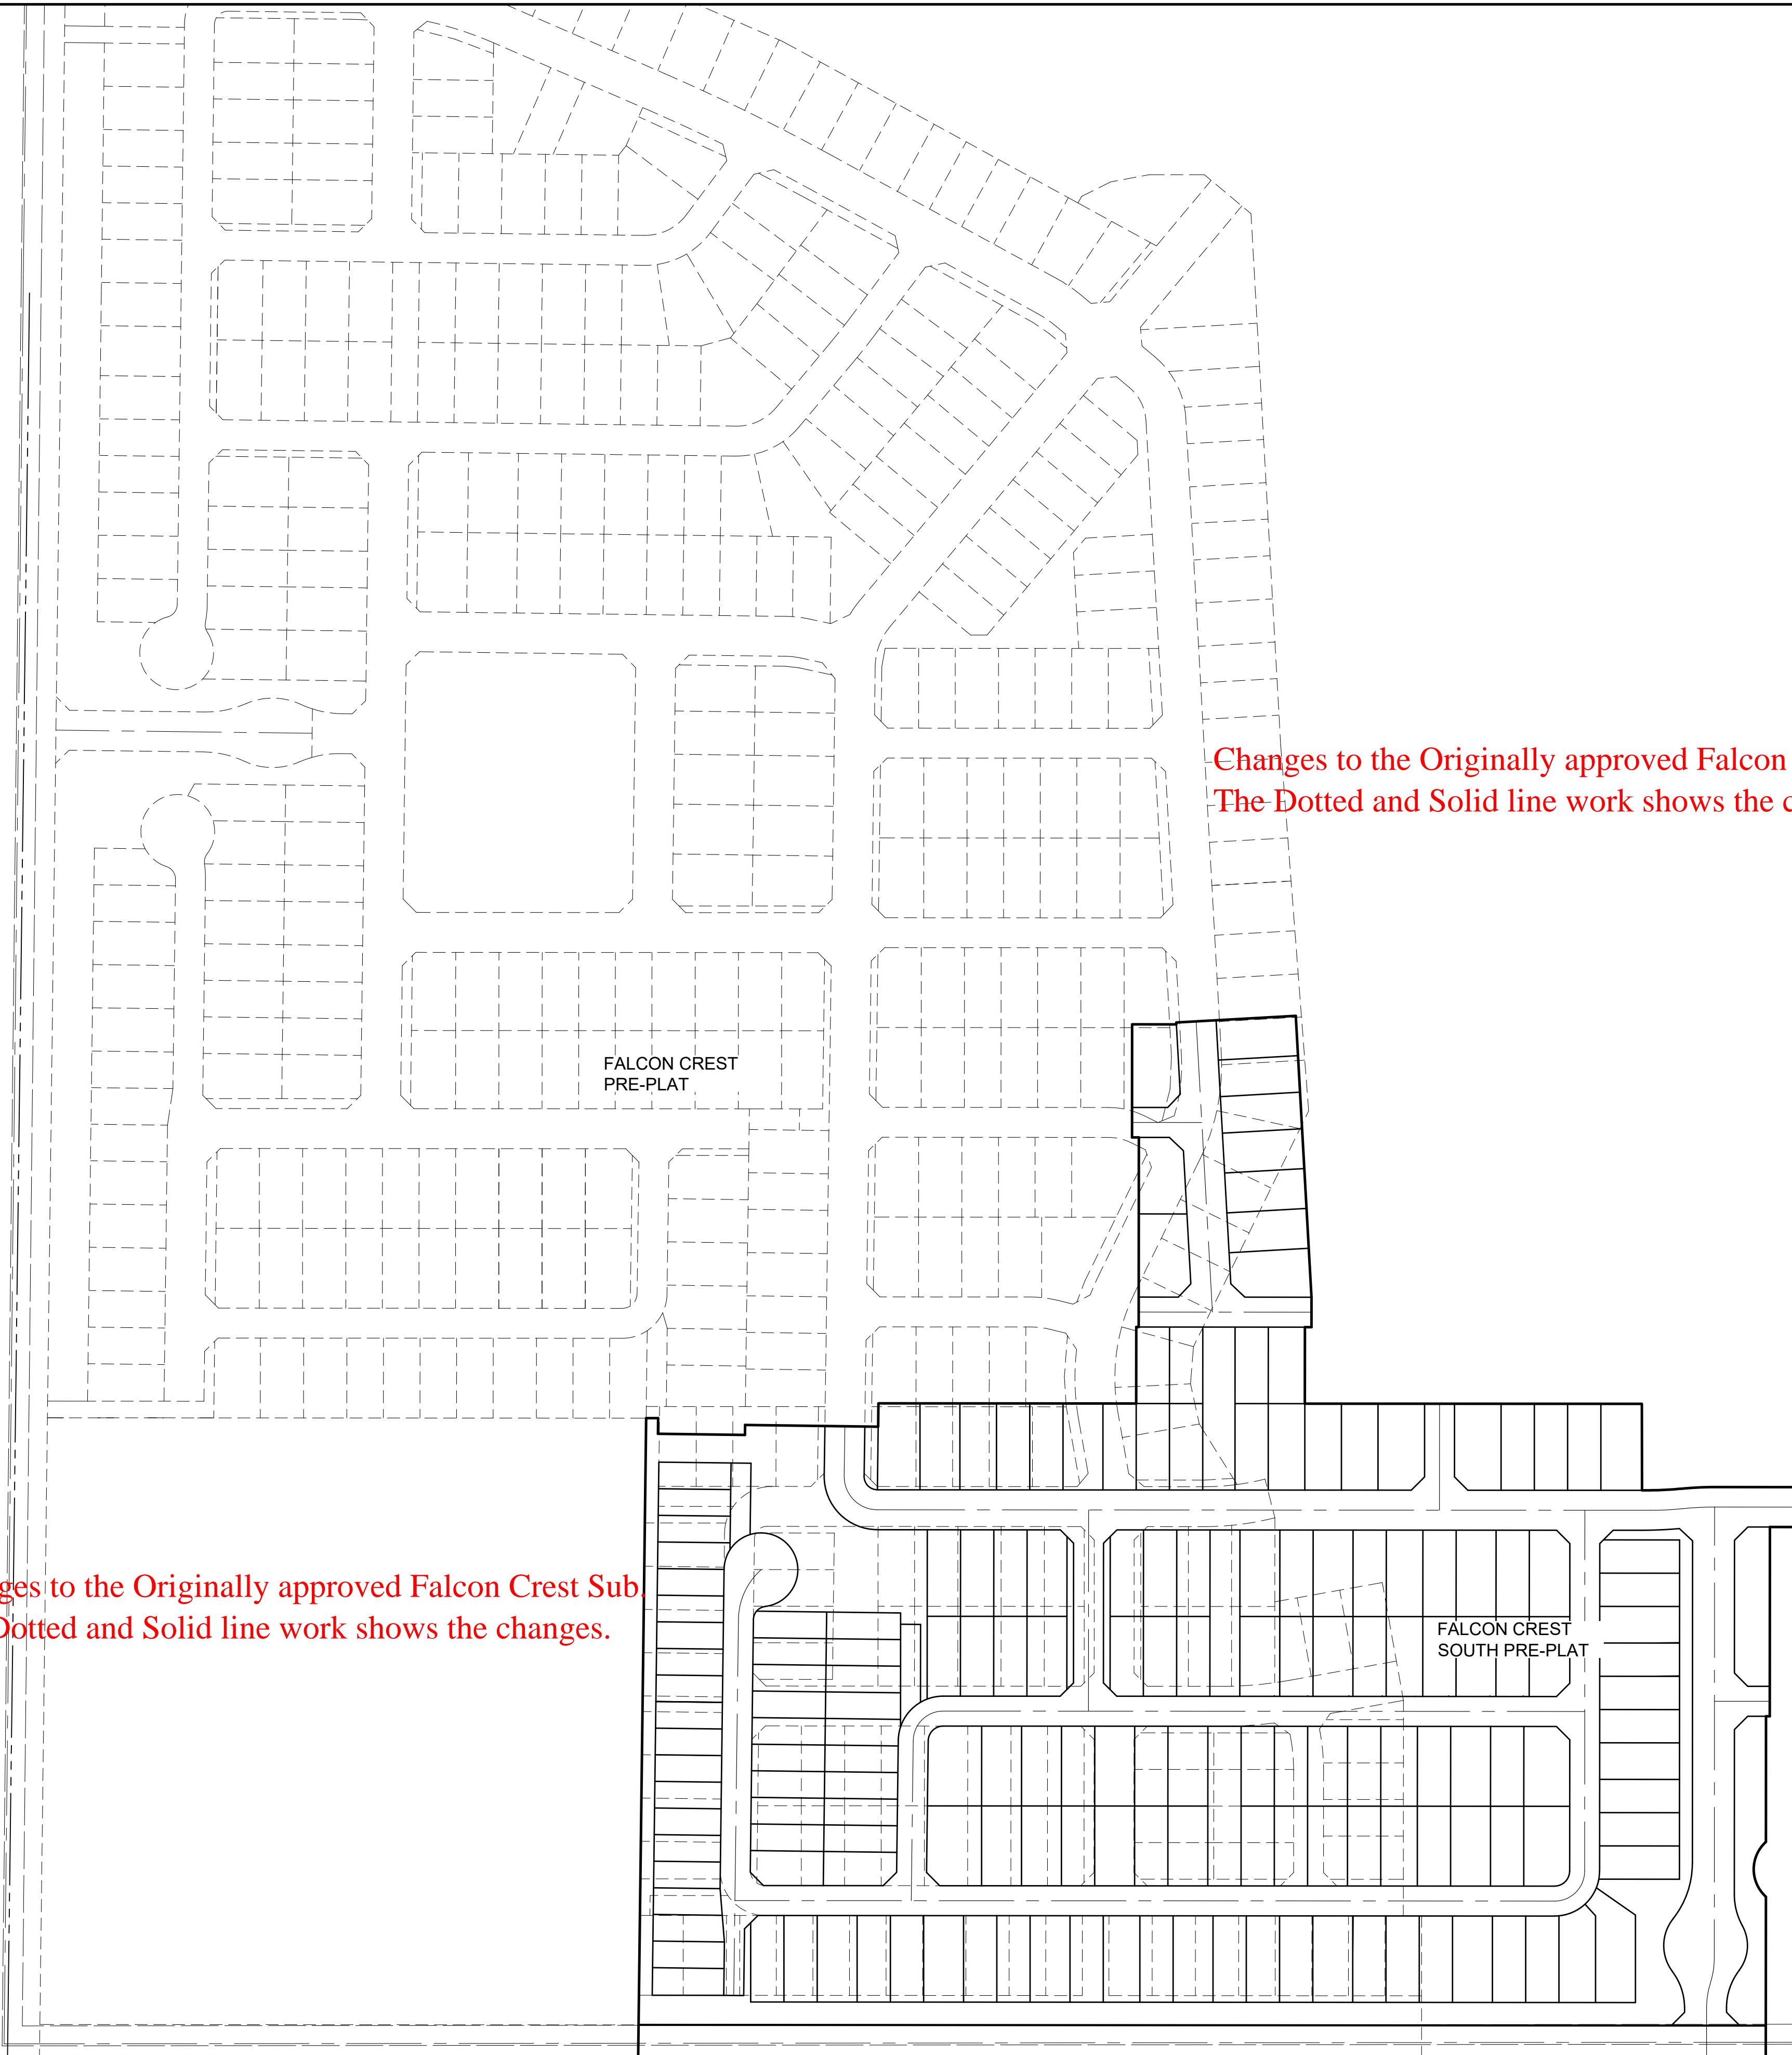 Changes to the Originally approved Falcon
The Dotted and Solid line work shows the c
FALCON CREST
PRE-PLAT
ges to the Originally approved Falcon Crest Sub.
Dotted and Solid line work shows the changes.
FALCON CREST
SOUTH PRE-PLAT